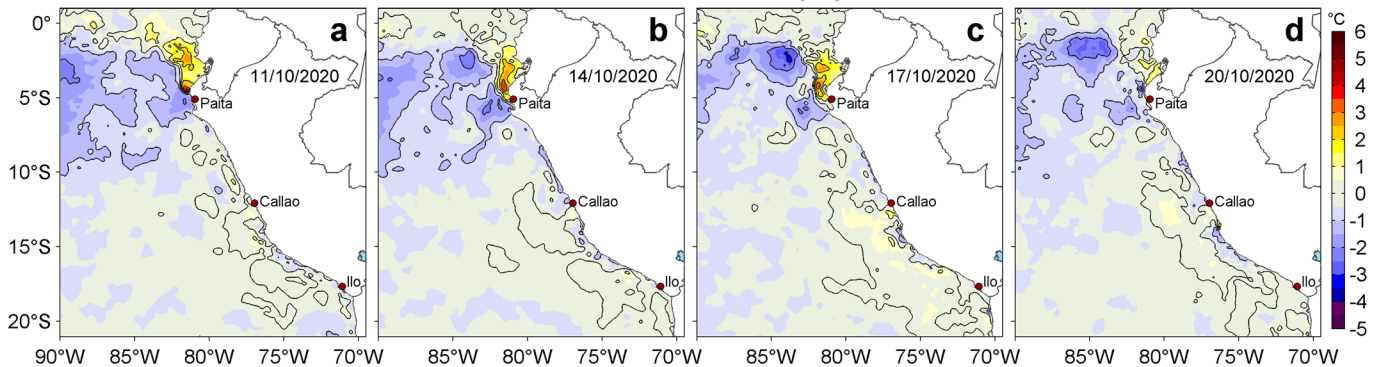 a b c d
°C
11/10/2020 14/10/2020 17/10/2020 20/10/2020
0°
5°S
10°S
15°S
20°S
Paita Paita Paita Paita
Callao Callao Callao Callao
Ilo Ilo Ilo Ilo
6
5
4
3
2
1
0
-1
-2
-3
-4
-5
90°W 85°W 80°W 75°W 70°W 85°W 80°W 75°W 70°W 85°W 80°W 75°W 70°W 85°W 80°W 75°W 70°W